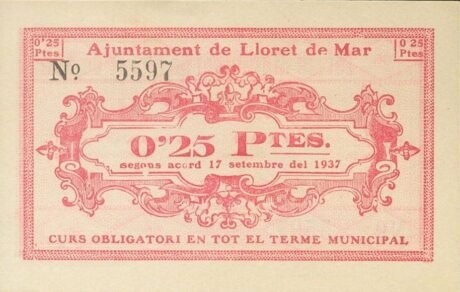 0'25 Ptes
Ajuntament de Lloret de Mar
0 25 Ptes
Nº 5597
0'25 PTES.
segons acord 17 setembre del 1937
CURS OBLIGATORI EN TOT EL TERME MUNICIPAL